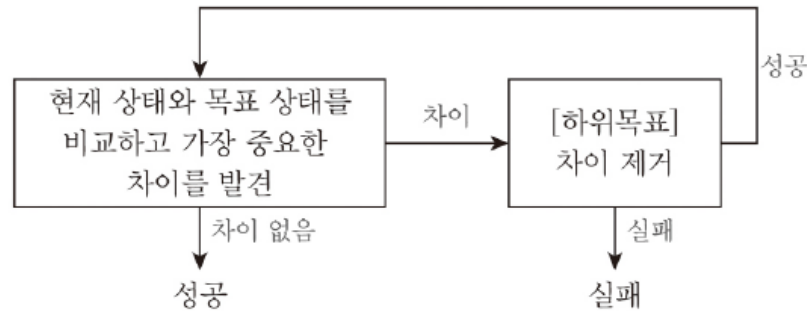 성공
현재 상태와 목표 상태를
비교하고 가장 중요한
차이를 발견
차이
[하위목표]
차이 제거
차이 없음
실패
성공
실패